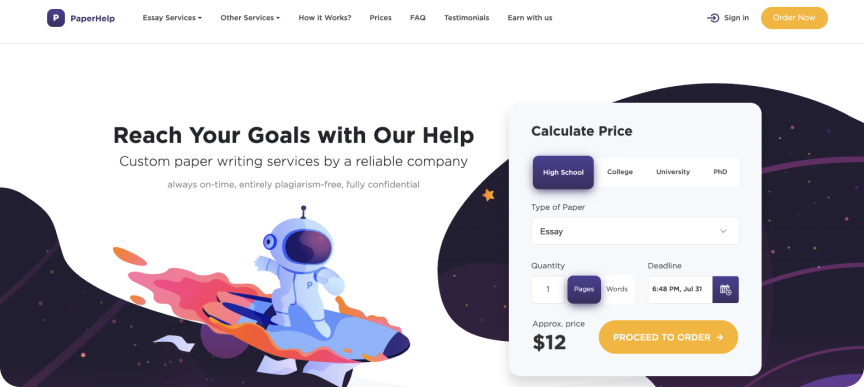 P PaperHelp Essay Services Other Services How it Works? Prices FAQ Testimonials Earn with us Sign in Order Now
Reach Your Goals with Our Help
Custom paper writing services by a reliable company
always on-time, entirely plagiarism-free, fully confidential
P
Calculate Price
High School College University PhD
Type of Paper
Essay
Quantity Deadline
1 Pages Words 6:48 PM, Jul 31
Approx. price
$12 PROCEED TO ORDER →